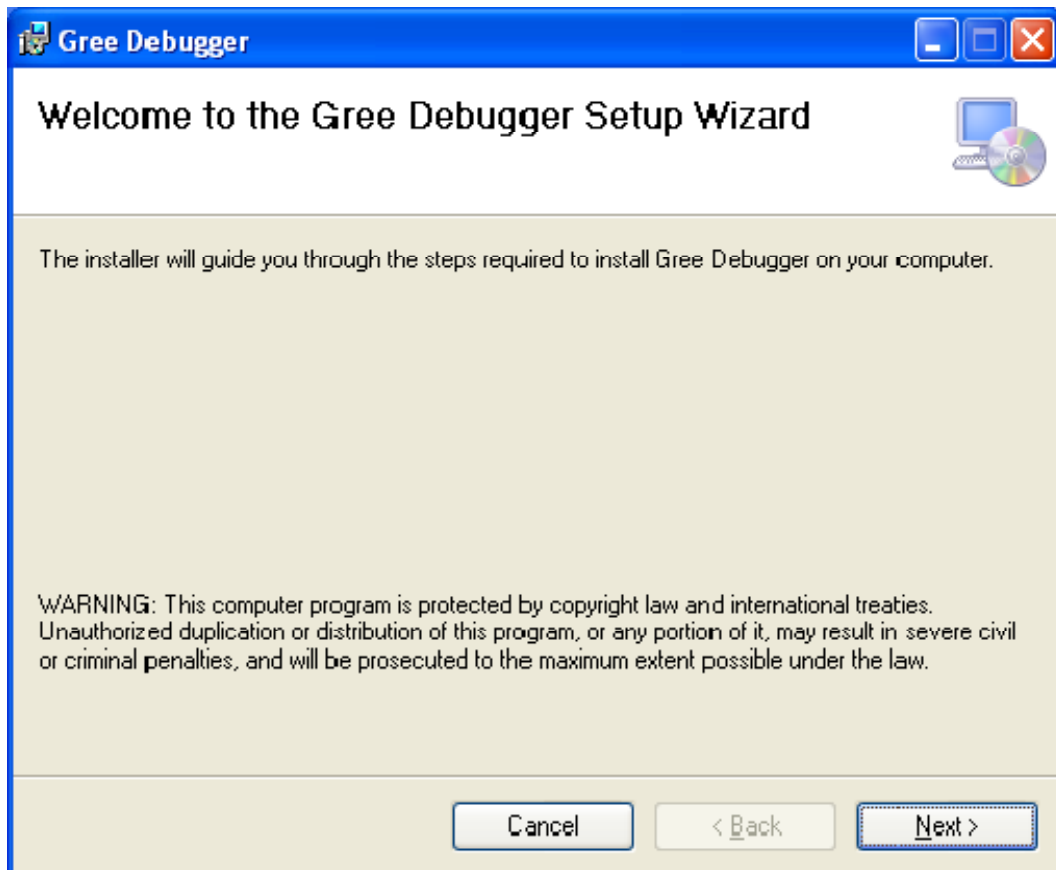 Gree Debugger
Welcome to the Gree Debugger Setup Wizard
The installer will guide you through the steps required to install Gree Debugger on your computer.
WARNING: This computer program is protected by copyright law and international treaties.
Unauthorized duplication or distribution of this program, or any portion of it, may result in severe civil
or criminal penalties, and will be prosecuted to the maximum extent possible under the law.
Cancel < Back Next >